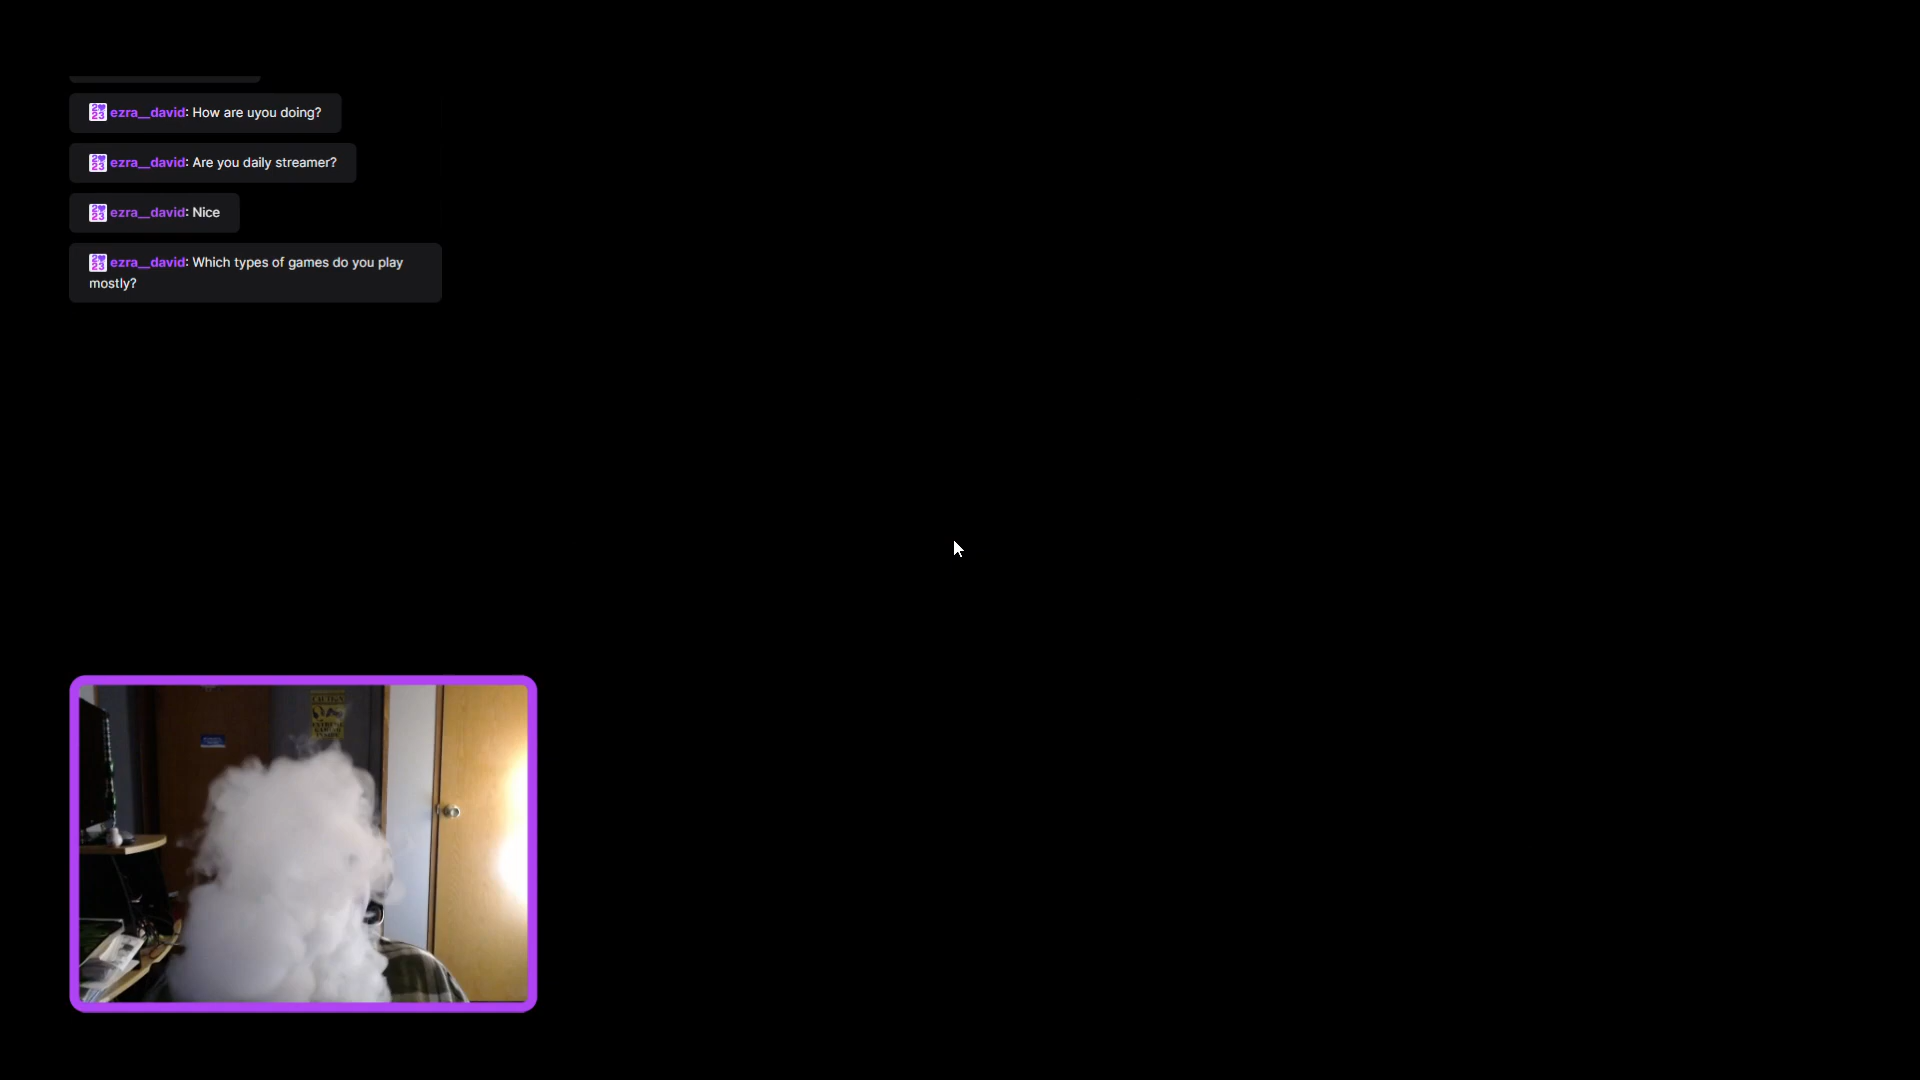 ezra__david: How are uyou doing?
ezra__david: Are you daily streamer?
ezra__david: Nice
ezra__david: Which types of games do you play
mostly?